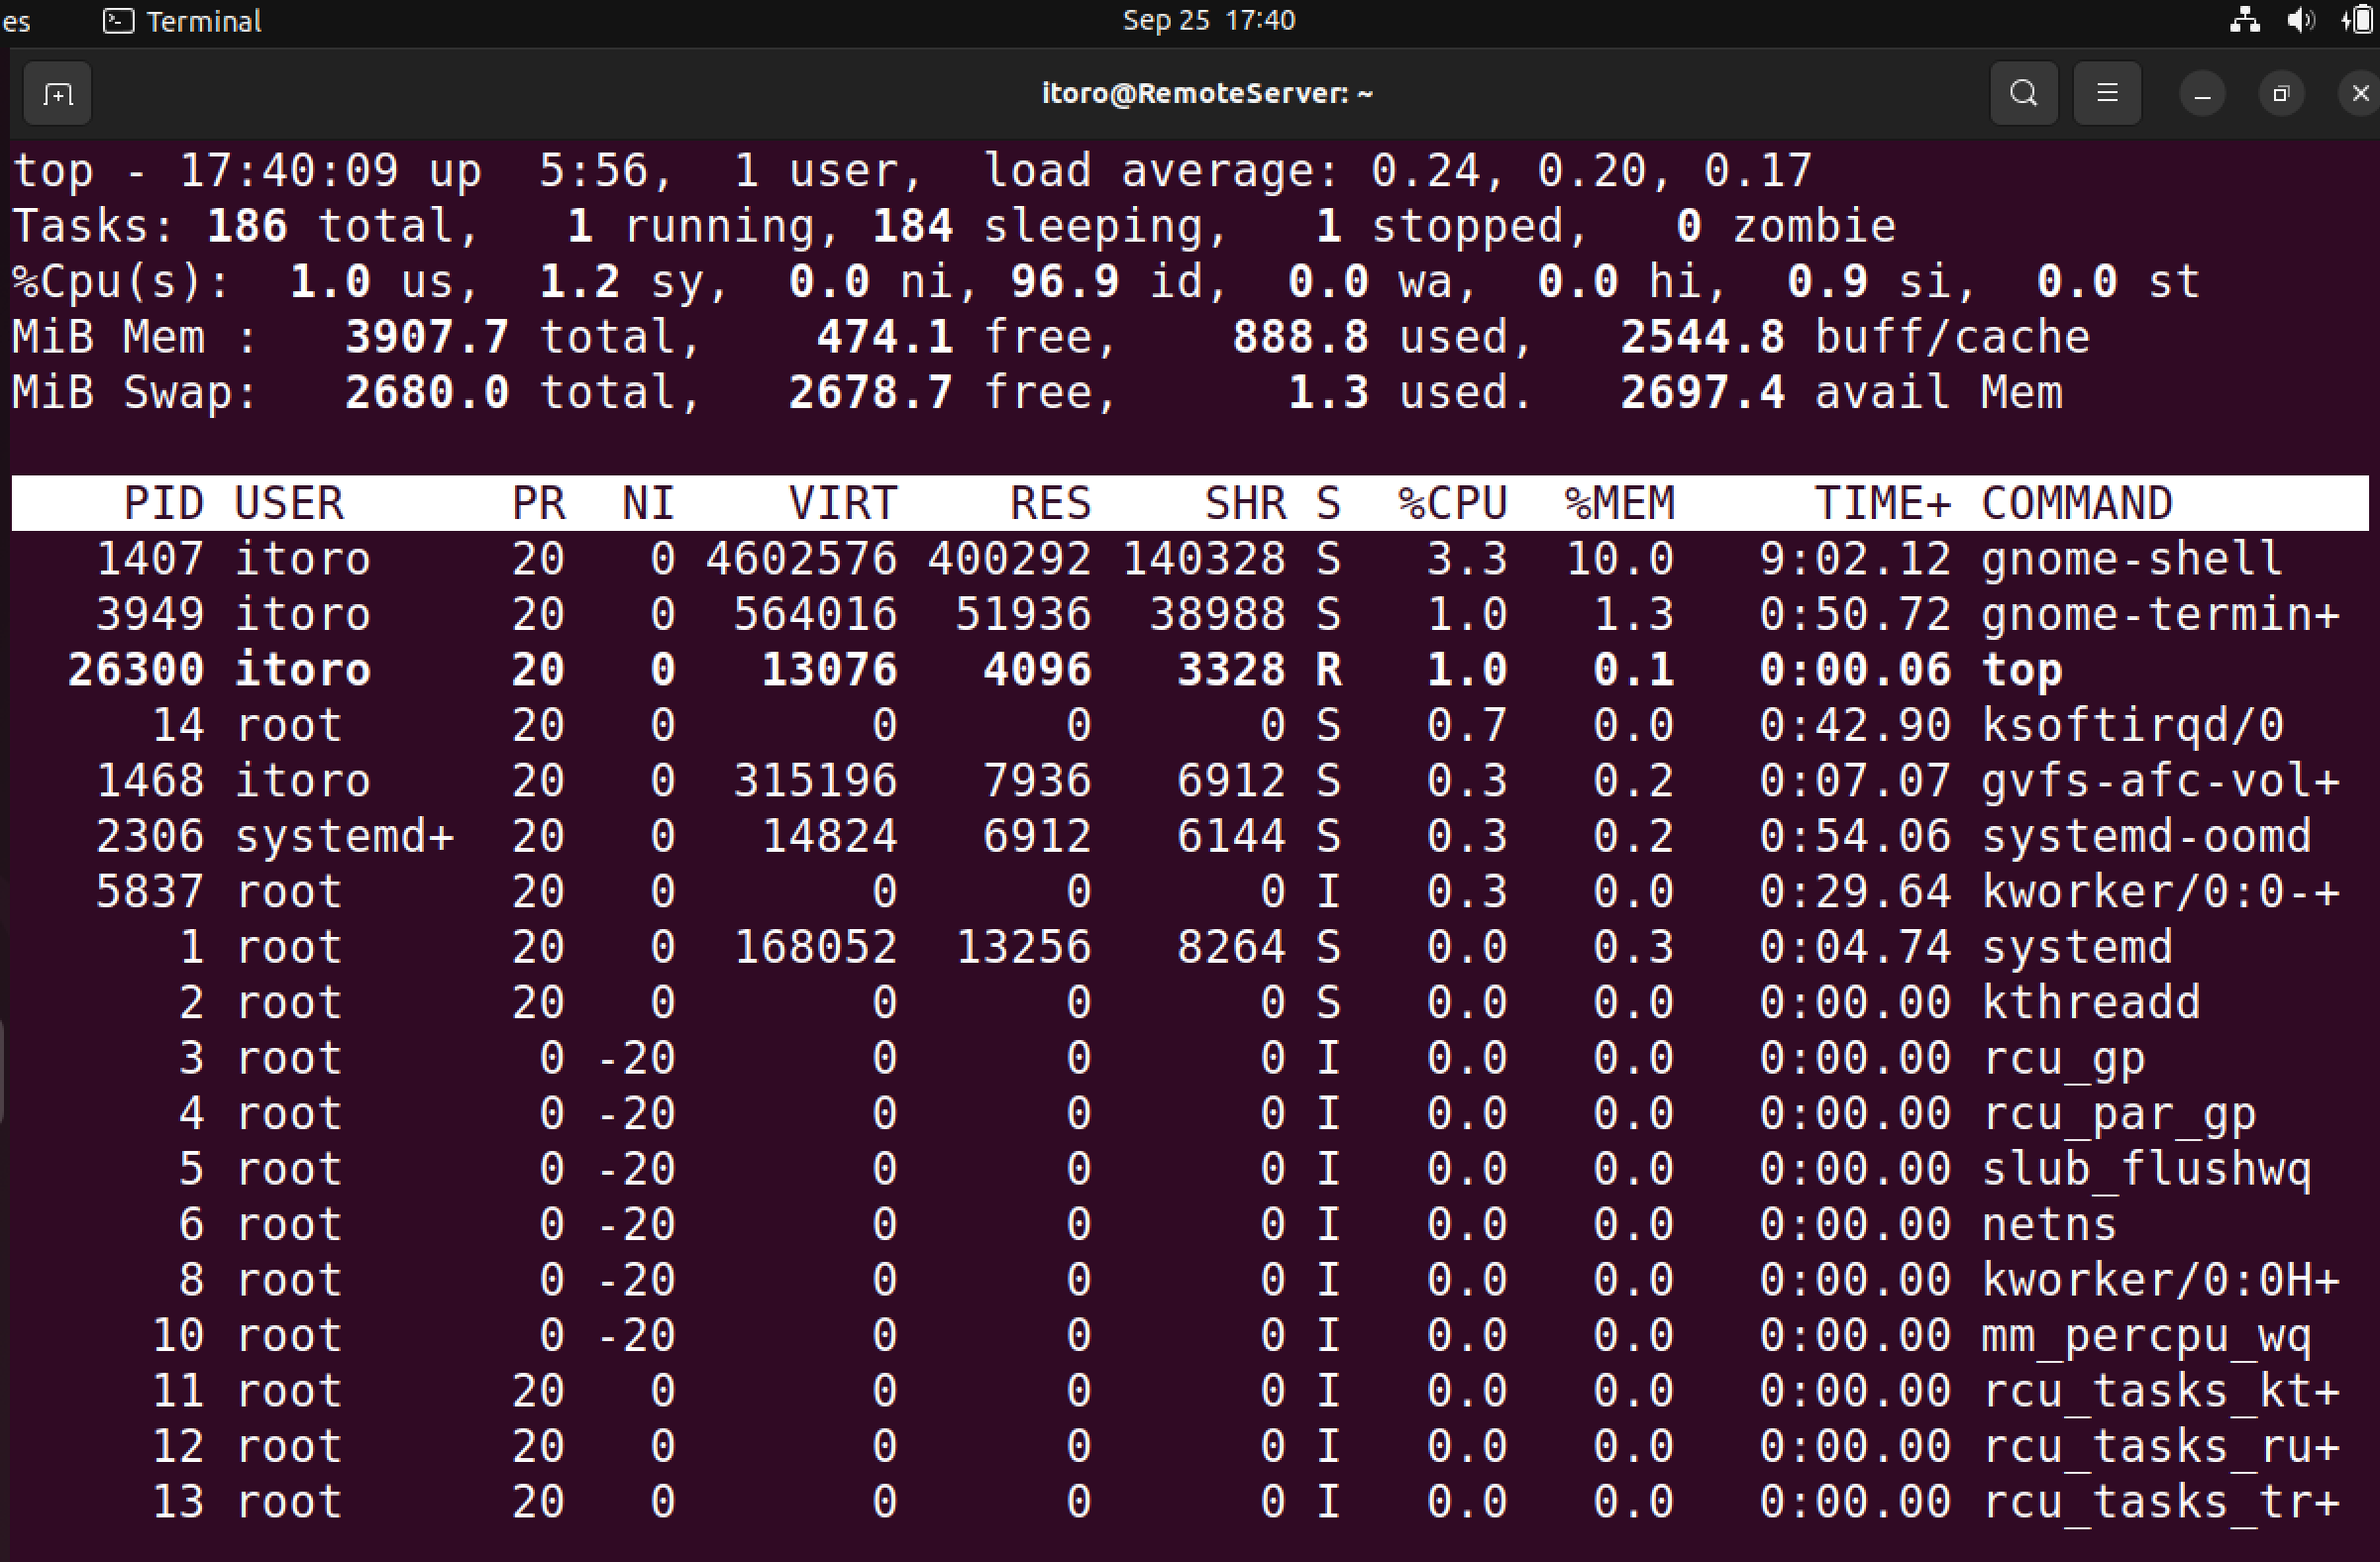 es Terminal Sep 25 17:40
itoro@RemoteServer: ~
top - 17:40:09 up  5:56,  1 user,  load average: 0.24, 0.20, 0.17
Tasks: 186 total,   1 running, 184 sleeping,   1 stopped,   0 zombie
%Cpu(s):  1.0 us,  1.2 sy,  0.0 ni, 96.9 id,  0.0 wa,  0.0 hi,  0.9 si,  0.0 st
MiB Mem :   3907.7 total,    474.1 free,    888.8 used,   2544.8 buff/cache
MiB Swap:   2680.0 total,   2678.7 free,      1.3 used.   2697.4 avail Mem
PID USER      PR  NI    VIRT    RES    SHR S  %CPU  %MEM     TIME+ COMMAND
1407 itoro     20   0 4602576 400292 140328 S   3.3  10.0   9:02.12 gnome-shell
3949 itoro     20   0  564016  51936  38988 S   1.0   1.3   0:50.72 gnome-termin+
26300 itoro     20   0   13076   4096   3328 R   1.0   0.1   0:00.06 top
14 root      20   0       0      0      0 S   0.7   0.0   0:42.90 ksoftirqd/0
1468 itoro     20   0  315196   7936   6912 S   0.3   0.2   0:07.07 gvfs-afc-vol+
2306 systemd+  20   0   14824   6912   6144 S   0.3   0.2   0:54.06 systemd-oomd
5837 root      20   0       0      0      0 I   0.3   0.0   0:29.64 kworker/0:0-+
1 root      20   0  168052  13256   8264 S   0.0   0.3   0:04.74 systemd
2 root      20   0       0      0      0 S   0.0   0.0   0:00.00 kthreadd
3 root       0 -20       0      0      0 I   0.0   0.0   0:00.00 rcu_gp
4 root       0 -20       0      0      0 I   0.0   0.0   0:00.00 rcu_par_gp
5 root       0 -20       0      0      0 I   0.0   0.0   0:00.00 slub_flushwq
6 root       0 -20       0      0      0 I   0.0   0.0   0:00.00 netns
8 root       0 -20       0      0      0 I   0.0   0.0   0:00.00 kworker/0:0H+
10 root       0 -20       0      0      0 I   0.0   0.0   0:00.00 mm_percpu_wq
11 root      20   0       0      0      0 I   0.0   0.0   0:00.00 rcu_tasks_kt+
12 root      20   0       0      0      0 I   0.0   0.0   0:00.00 rcu_tasks_ru+
13 root      20   0       0      0      0 I   0.0   0.0   0:00.00 rcu_tasks_tr+